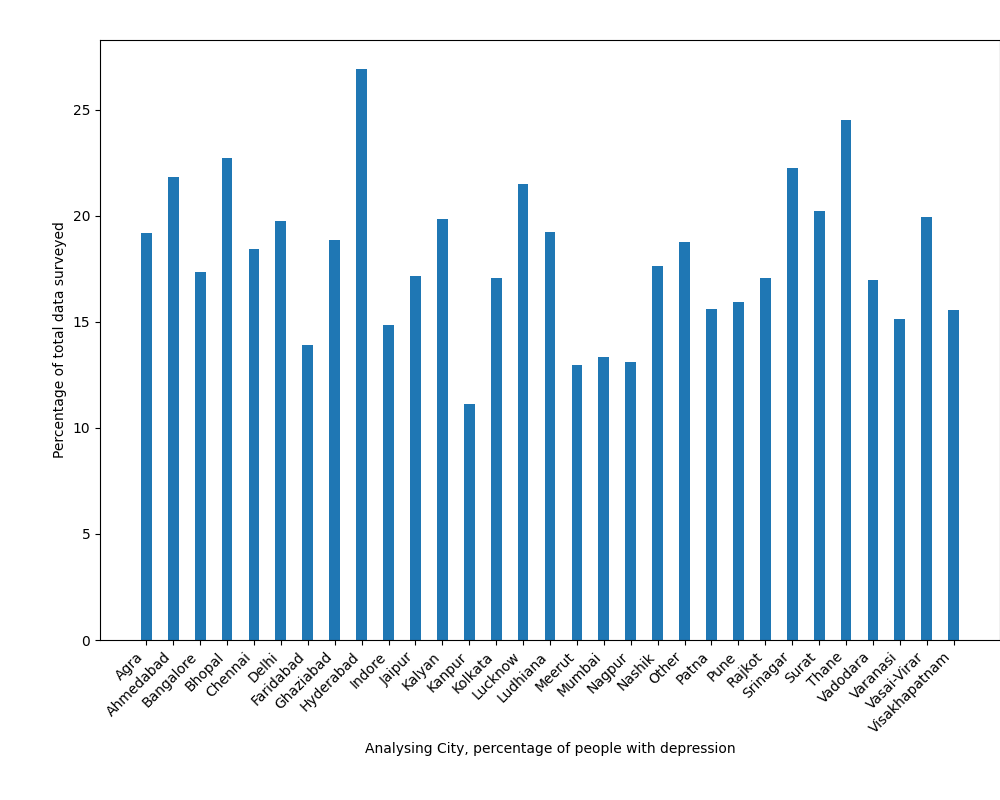 Percentage of total data surveyed
25
20
15
10
5
0
Agra
Ahmedabad
Bangalore
Bhopal
Chennai
Delhi
Faridabad
Ghaziabad
Hyderabad
Indore
Jaipur
Kalyan
Kanpur
Kolkata
Lucknow
Ludhiana
Meerut
Mumbai
Nagpur
Nashik
Other
Patna
Pune
Rajkot
Srinagar
Surat
Thane
Vadodara
Varanasi
Vasai-Virar
Visakhapatnam
Analysing City, percentage of people with depression